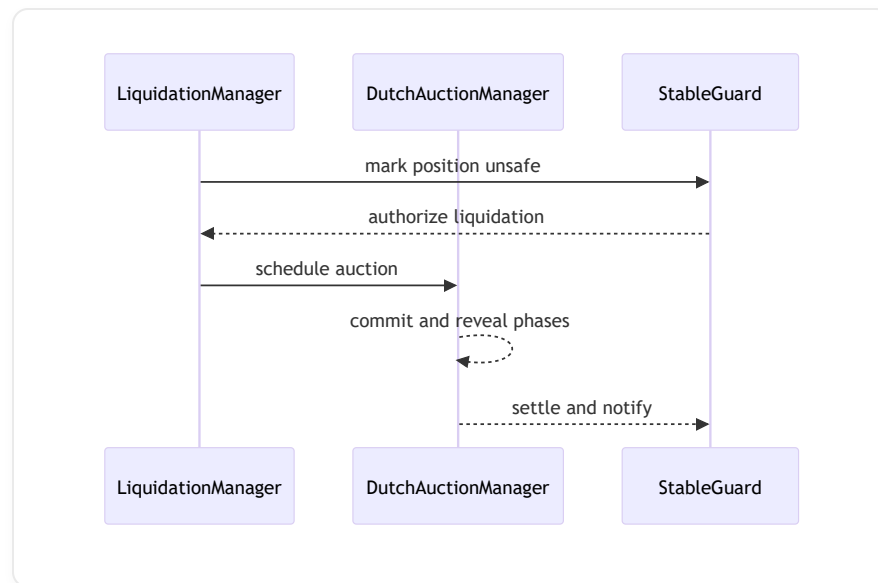 LiquidationManager
DutchAuctionManager
StableGuard
mark position unsafe
authorize liquidation
schedule auction
commit and reveal phases
settle and notify
LiquidationManager
DutchAuctionManager
StableGuard